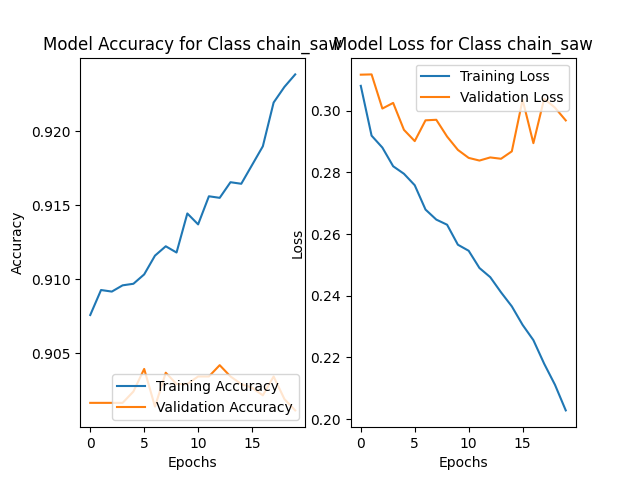 Model Accuracy for Class chain_saw
Model Loss for Class chain_saw
Accuracy
0.920
0.915
0.910
0.905
Training Accuracy
Validation Accuracy
0
5
10
15
Epochs
Loss
0.30
0.28
0.26
0.24
0.22
0.20
Training Loss
Validation Loss
0
5
10
15
Epochs